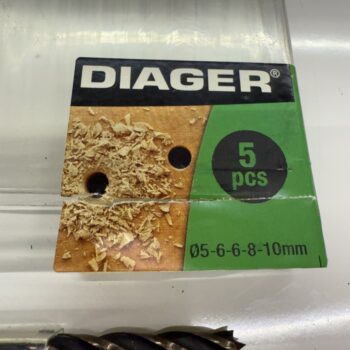 DIAGER®
5
pcs
Ø5-6-6-8-10mm